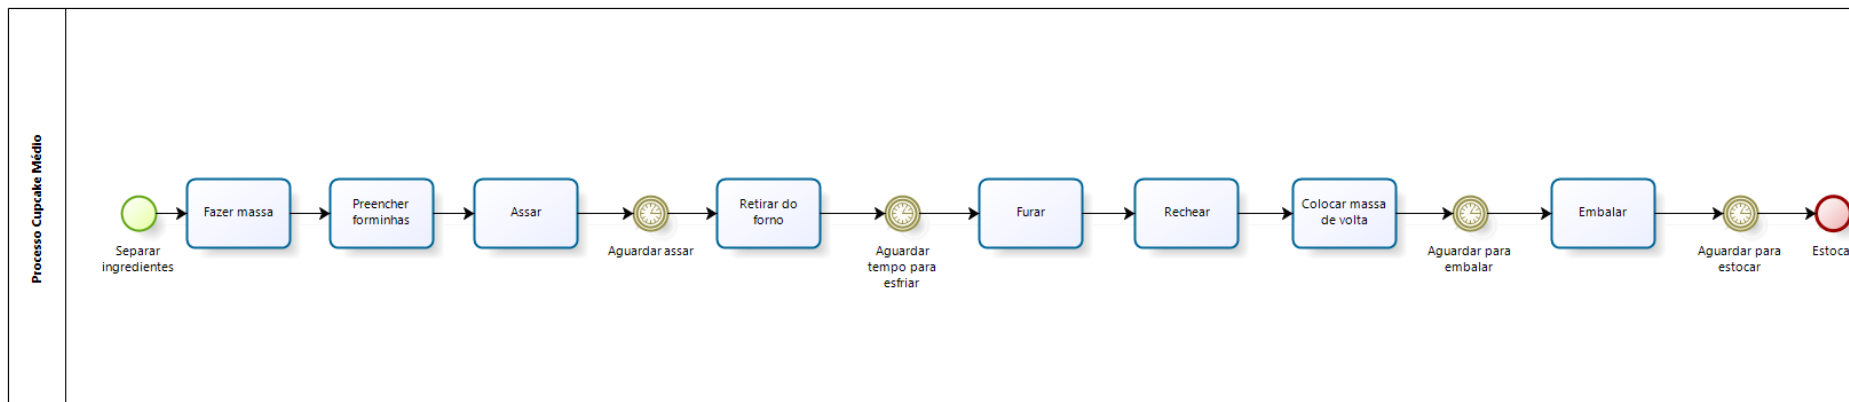 Processo Cupcake Médio
Separar
ingredientes
Fazer massa
Preencher
forminhas
Assar
Aguardar assar
Retirar do
forno
Aguardar
tempo para
esfriar
Furar
Rechear
Colocar massa
de volta
Aguardar para
embalar
Embalar
Aguardar para
estocar